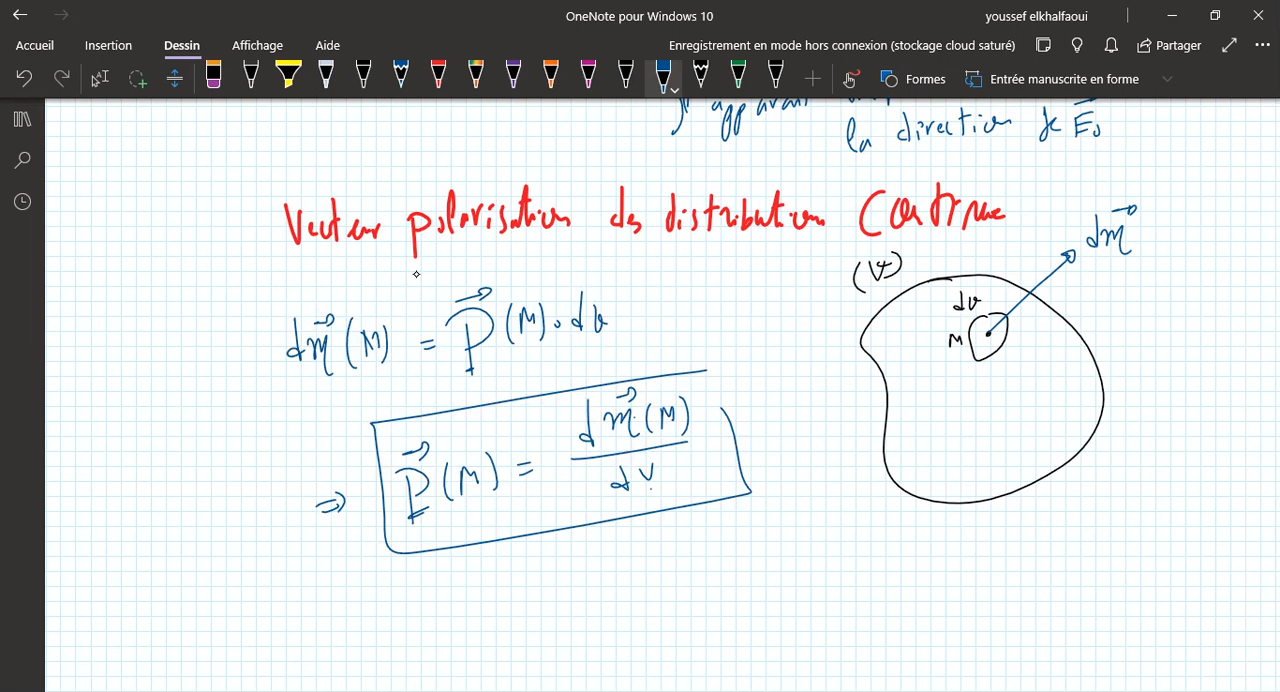 OneNote pour Windows 10
youssef elkhalfaoui
Accueil Insertion Dessin Affichage Aide
Enregistrement en mode hors connexion (stockage cloud saturé)
Partager
Formes
Entrée manuscrite en forme
la direction de E⃗₀
Vecteur polarisation des distribution Continue
dm⃗
(V)
dv
M
dm⃗(M) = P⃗(M) . dv
⇒ P⃗(M) = dm⃗(M) / dv